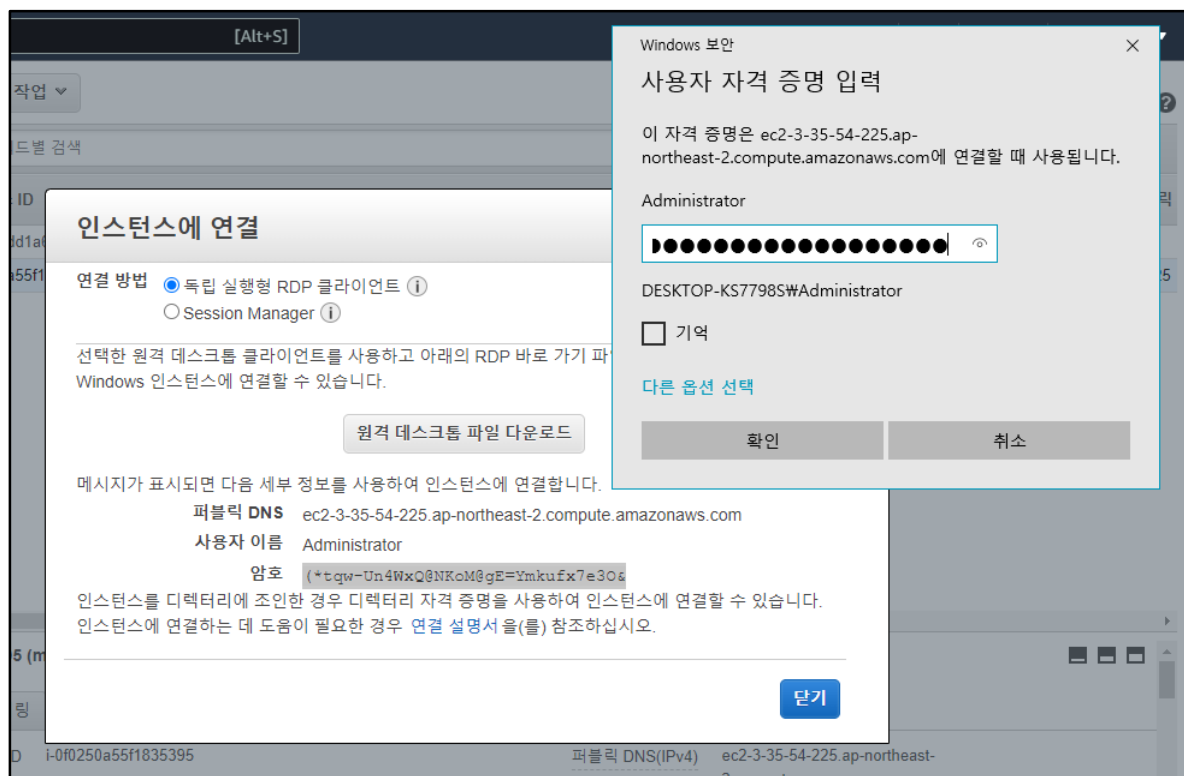 [Alt+S]
작업
드별 검색
ID
dd1a6
a55f1
릭
25
Windows 보안
사용자 자격 증명 입력
이 자격 증명은 ec2-3-35-54-225.ap-
northeast-2.compute.amazonaws.com에 연결할 때 사용됩니다.
Administrator
DESKTOP-KS7798S₩Administrator
기억
다른 옵션 선택
확인
취소
인스턴스에 연결
연결 방법 독립 실행형 RDP 클라이언트
Session Manager
선택한 원격 데스크톱 클라이언트를 사용하고 아래의 RDP 바로 가기 파
Windows 인스턴스에 연결할 수 있습니다.
원격 데스크톱 파일 다운로드
메시지가 표시되면 다음 세부 정보를 사용하여 인스턴스에 연결합니다.
퍼블릭 DNS ec2-3-35-54-225.ap-northeast-2.compute.amazonaws.com
사용자 이름 Administrator
암호 (*tqw-Un4WxQ@NKoM@gE=Ymkufx7e3O&
인스턴스를 디렉터리에 조인한 경우 디렉터리 자격 증명을 사용하여 인스턴스에 연결할 수 있습니다.
인스턴스에 연결하는 데 도움이 필요한 경우 연결 설명서 을(를) 참조하십시오.
닫기
95 (m
링
D i-0f0250a55f1835395
퍼블릭 DNS(IPv4) ec2-3-35-54-225.ap-northeast-